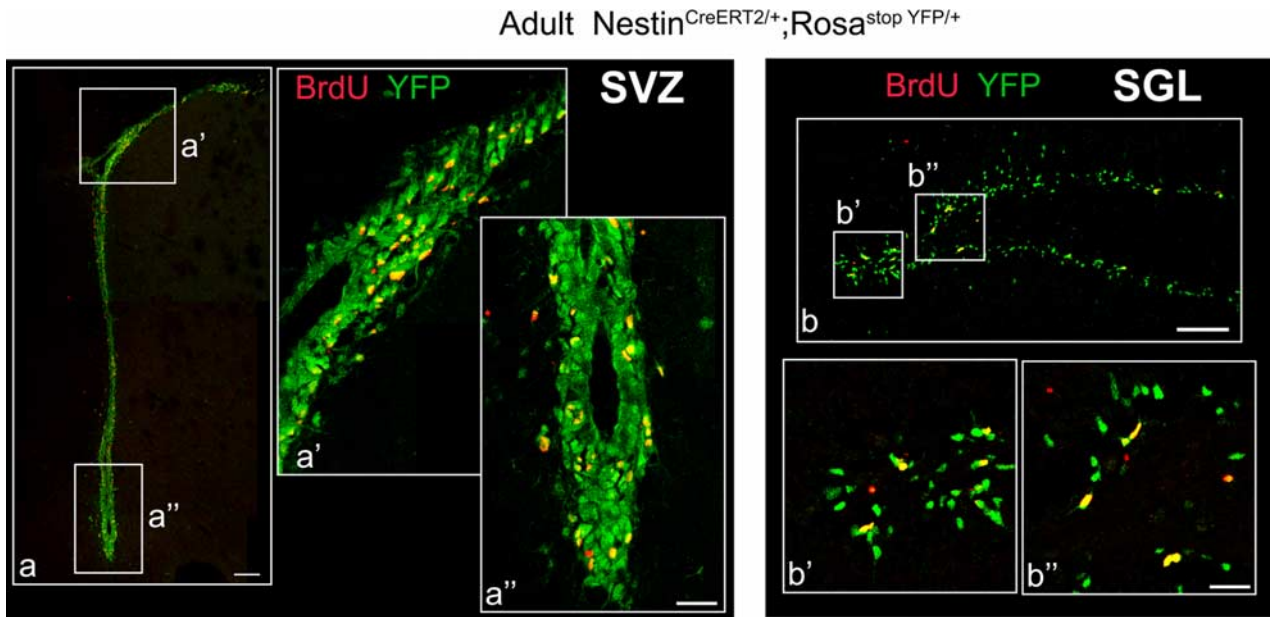 Adult Nestin^CreERT2/+;Rosa^stop YFP/+
BrdU YFP SVZ
a'
a''
a
a'
a''
BrdU YFP SGL
b''
b'
b
b'
b''